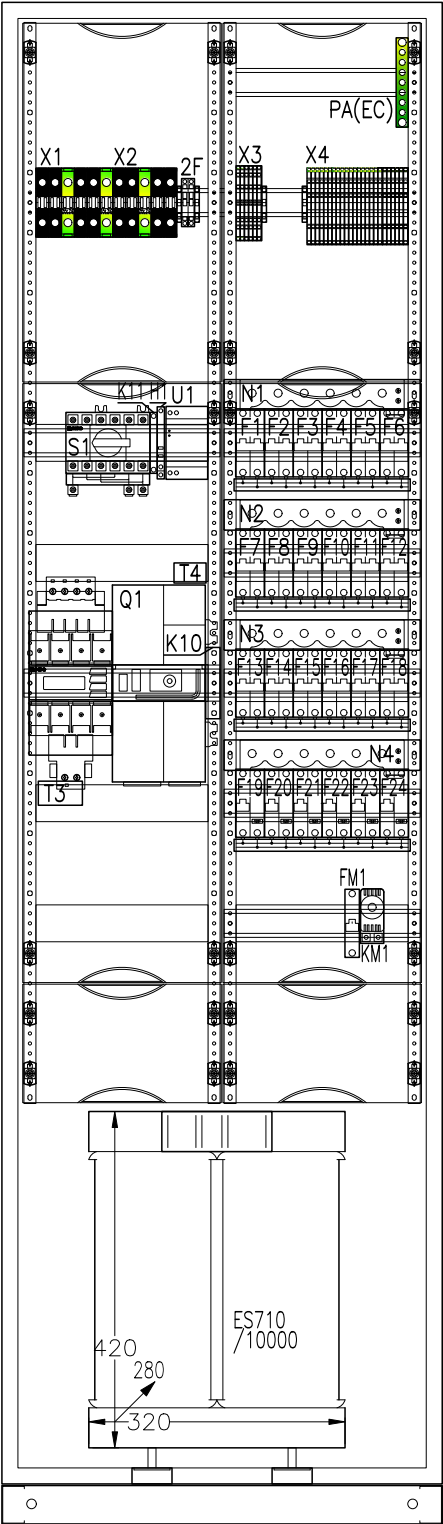 PA(EC)
X1 X2 2F X3 X4
K11 H1 U1 N1
S1 F1 F2 F3 F4 F5 F6
N2
F7 F8 F9 F10 F11 F12
T4
Q1
K10 N3
F13 F14 F15 F16 F17 F18
N4
T3 F19 F20 F21 F22 F23 F24
FM1
KM1
ES710
/10000
420
280
320